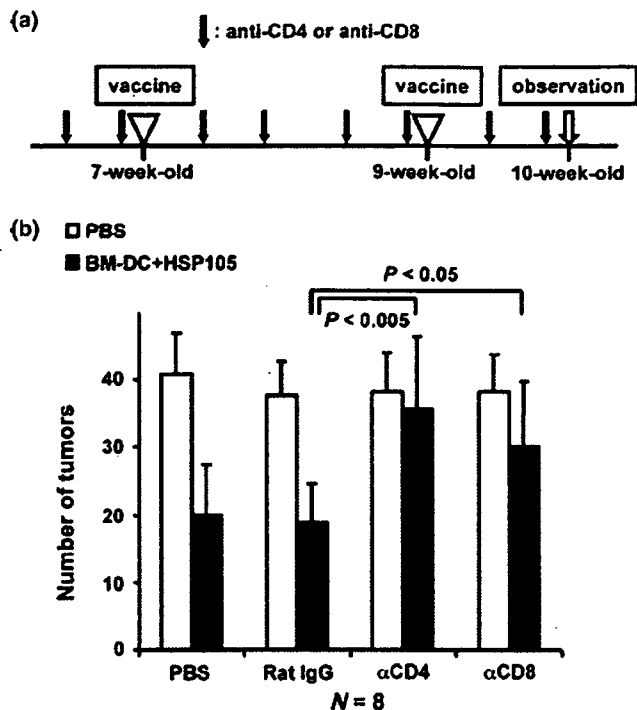 (a)
: anti-CD4 or anti-CD8
vaccine vaccine observation
7-week-old 9-week-old 10-week-old
(b)
PBS
BM-DC+HSP105
P < 0.05
P < 0.005
Number of tumors
40
30
20
10
0
PBS Rat IgG αCD4 αCD8
N = 8